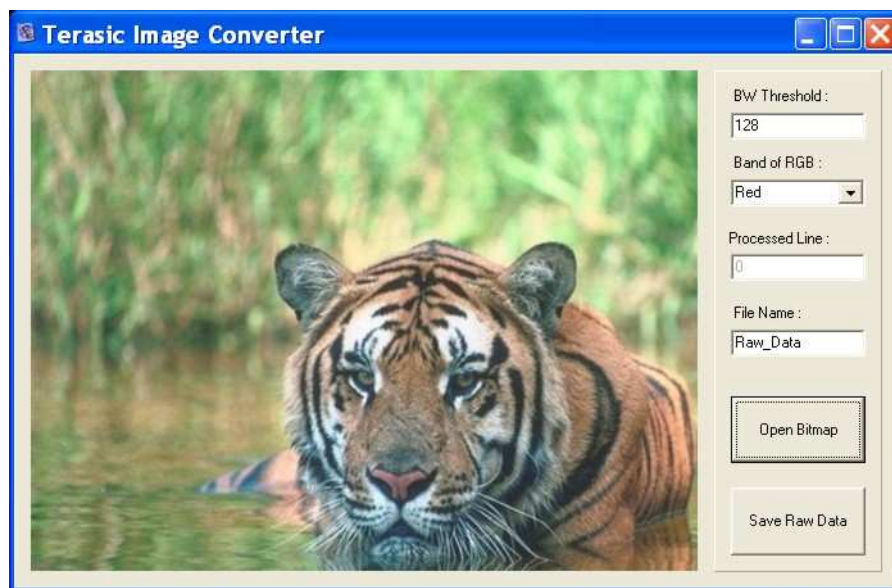 Terasic Image Converter
BW Threshold :
128
Band of RGB :
Red
Processed Line :
0
File Name :
Raw_Data
Open Bitmap
Save Raw Data